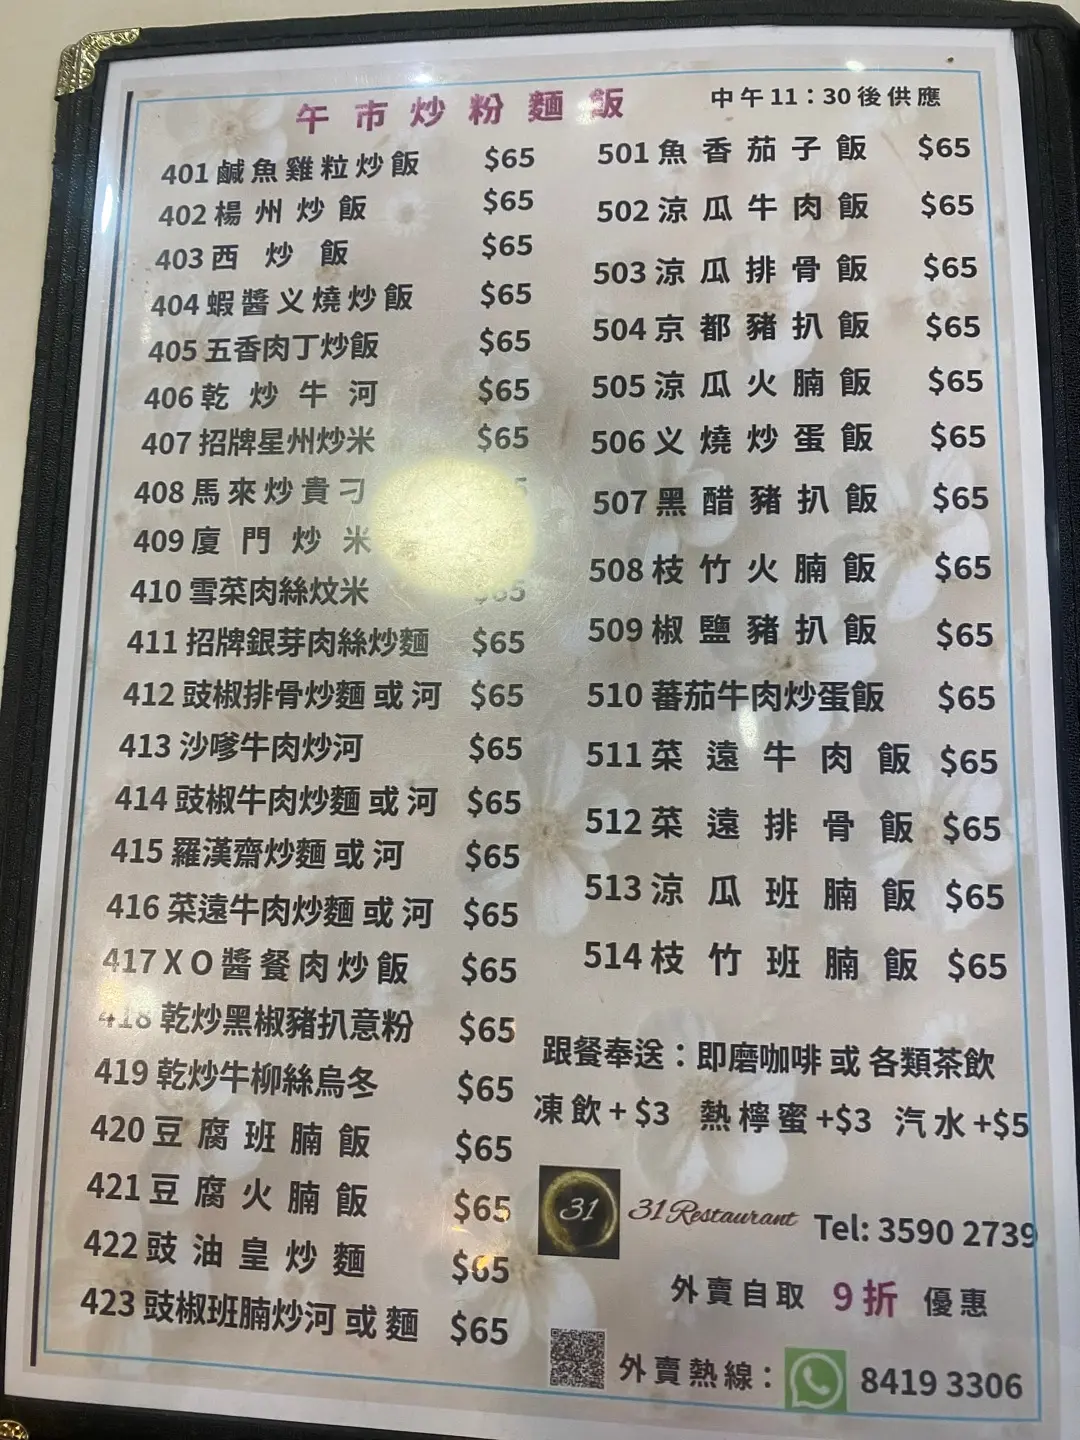 午市炒粉麵飯
中午11：30後供應
401鹹魚雞粒炒飯 $65
402楊州炒飯 $65
403西炒飯 $65
404蝦醬义燒炒飯 $65
405五香肉丁炒飯 $65
406乾炒牛河 $65
407招牌星州炒米 $65
408馬來炒貴刁
409廈門炒米
410雪菜肉絲炆米 $65
411招牌銀芽肉絲炒麵 $65
412豉椒排骨炒麵或河 $65
413沙嗲牛肉炒河 $65
414豉椒牛肉炒麵或河 $65
415羅漢齋炒麵或河 $65
416菜遠牛肉炒麵或河 $65
417XO醬餐肉炒飯 $65
418乾炒黑椒豬扒意粉 $65
419乾炒牛柳絲烏冬 $65
420豆腐班腩飯 $65
421豆腐火腩飯 $65
422豉油皇炒麵 $65
423豉椒班腩炒河或麵 $65
501魚香茄子飯 $65
502涼瓜牛肉飯 $65
503涼瓜排骨飯 $65
504京都豬扒飯 $65
505涼瓜火腩飯 $65
506义燒炒蛋飯 $65
507黑醋豬扒飯 $65
508枝竹火腩飯 $65
509椒鹽豬扒飯 $65
510蕃茄牛肉炒蛋飯 $65
511菜遠牛肉飯 $65
512菜遠排骨飯 $65
513涼瓜班腩飯 $65
514枝竹班腩飯 $65
跟餐奉送：即磨咖啡或各類茶飲
凍飲+$3 熱檸蜜+$3 汽水+$5
31
31 Restaurant Tel: 3590 2739
外賣自取 9折 優惠
外賣熱線： 8419 3306